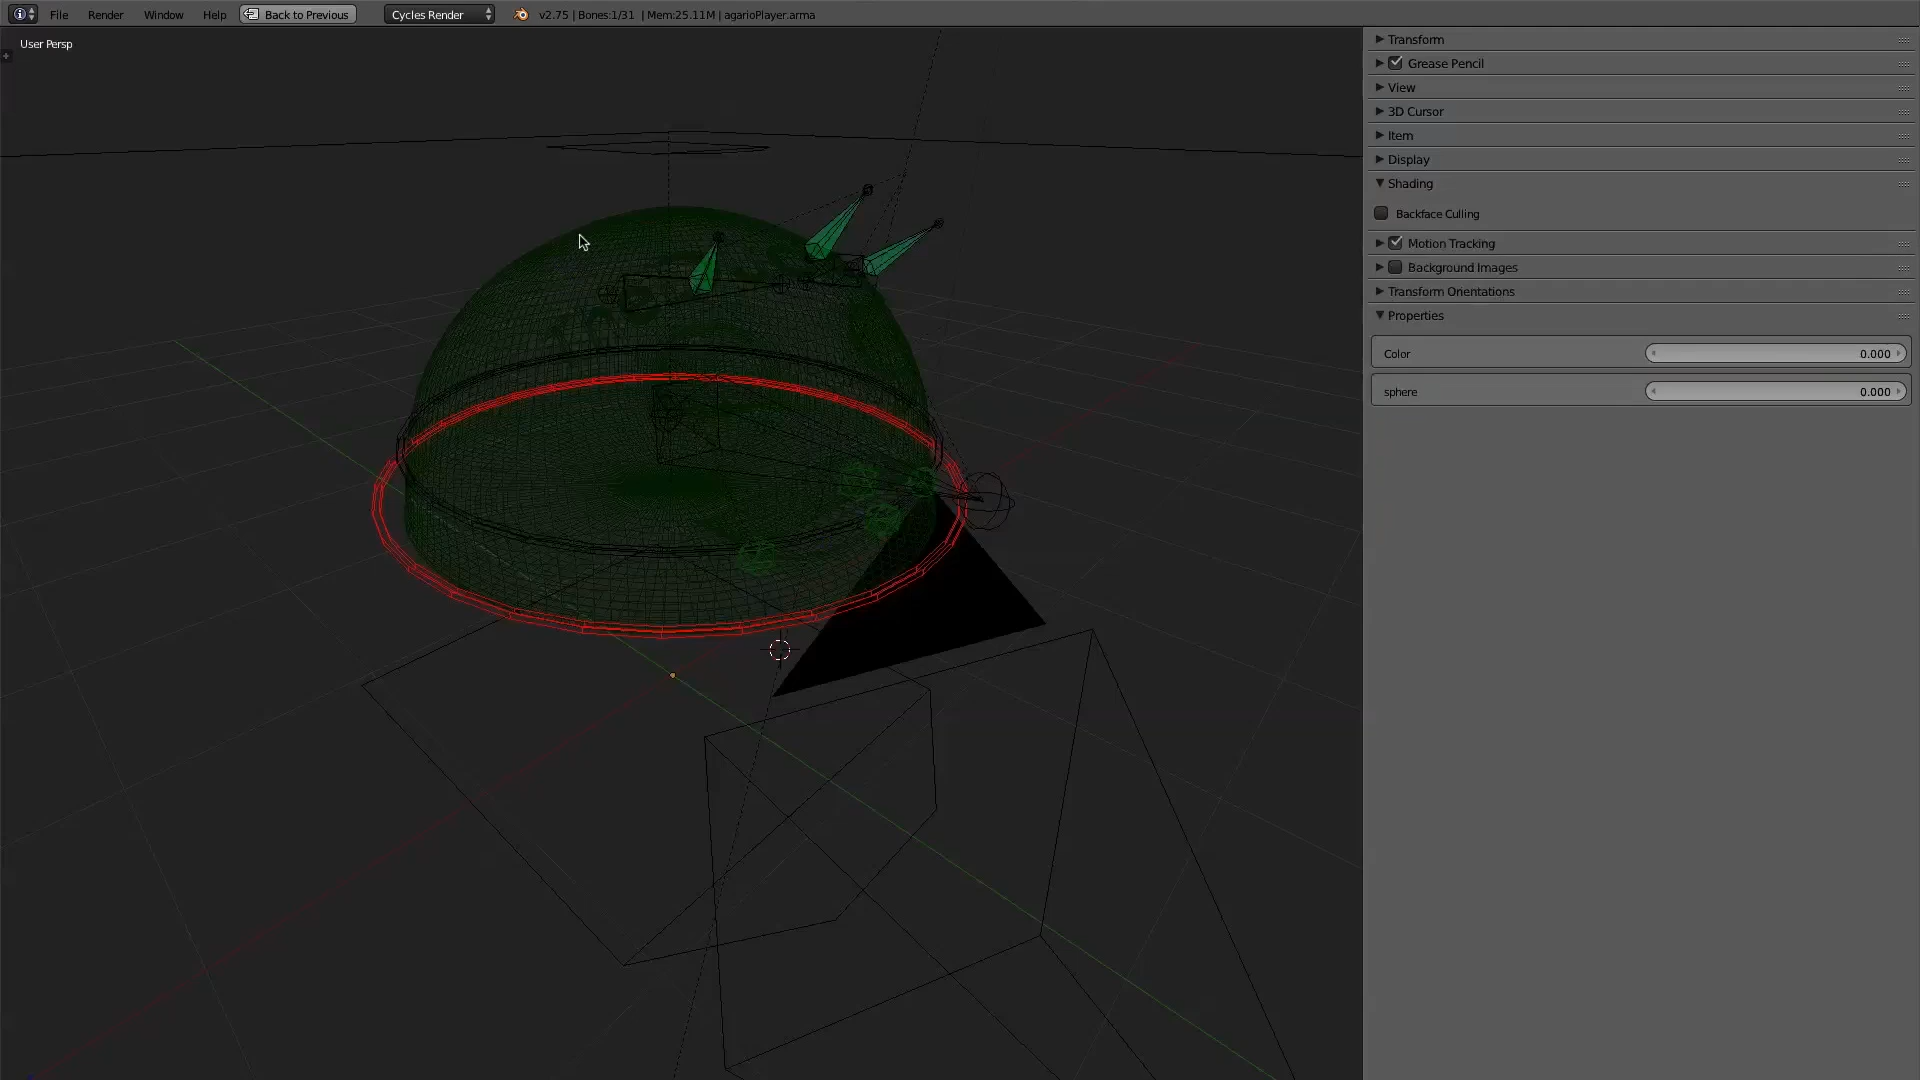 File Render Window Help Back to Previous Cycles Render v2.75 | Bones:1/31 | Mem:25.11M | agarioPlayer.arma
User Persp
Transform
Grease Pencil
View
3D Cursor
Item
Display
Shading
Backface Culling
Motion Tracking
Background Images
Transform Orientations
Properties
Color 0.000
sphere 0.000